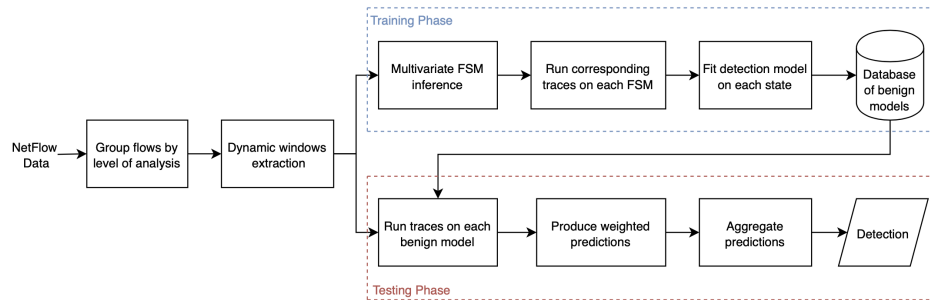 Training Phase
Multivariate FSM
inference
Run corresponding
traces on each FSM
Fit detection model
on each state
Database
of benign
models
NetFlow
Data
Group flows by
level of analysis
Dynamic windows
extraction
Run traces on each
benign model
Produce weighted
predictions
Aggregate
predictions
Detection
Testing Phase